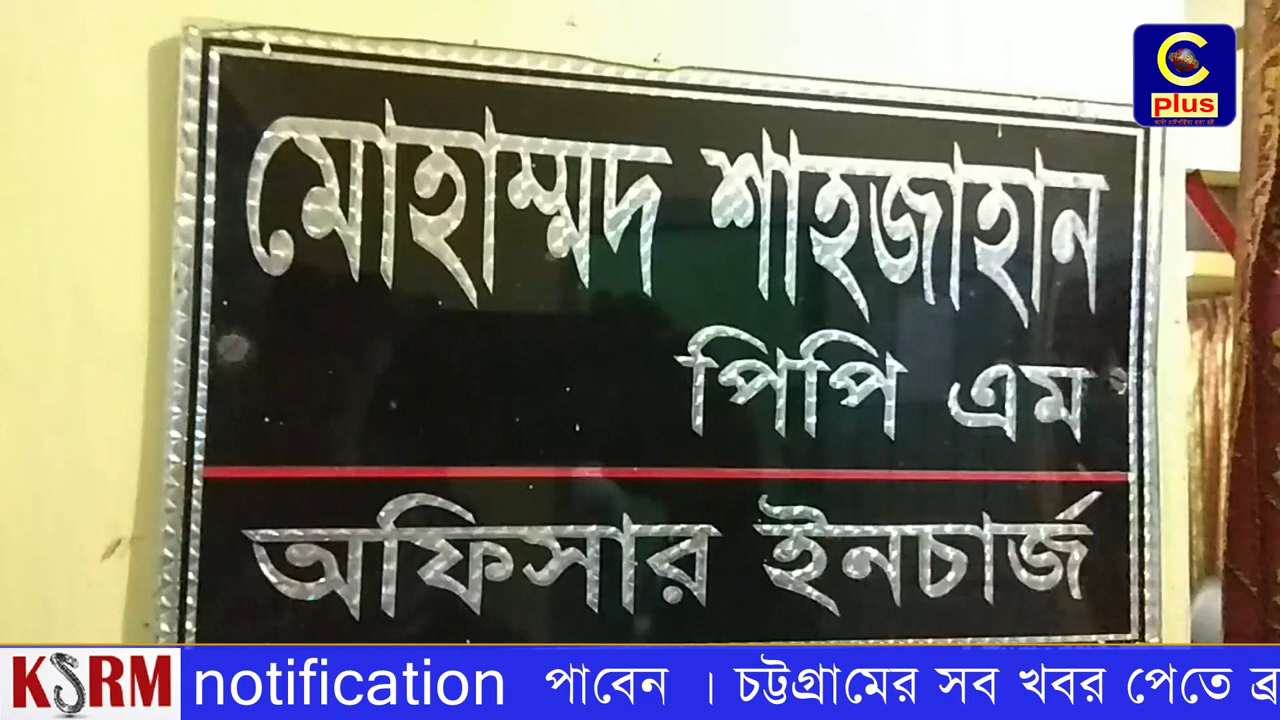 C
plus
মোহাম্মদ শাহজাহান
পিপি এম
অফিসার ইনচার্জ
KSRM notification পাবেন । চট্টগ্রামের সব খবর পেতে ব্র